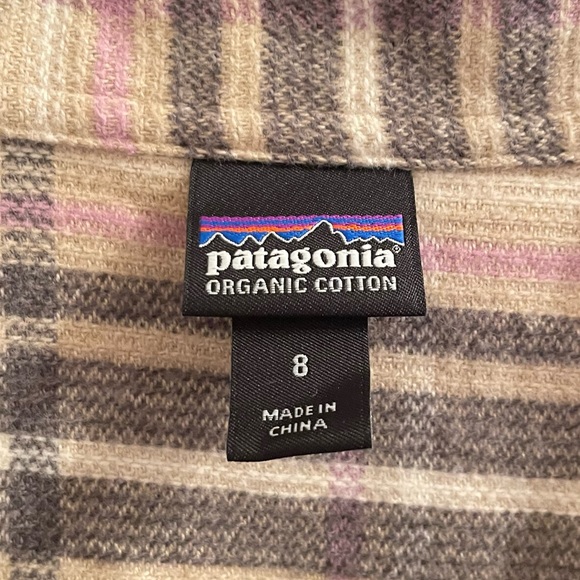 patagonia
ORGANIC COTTON
8
MADE IN
CHINA